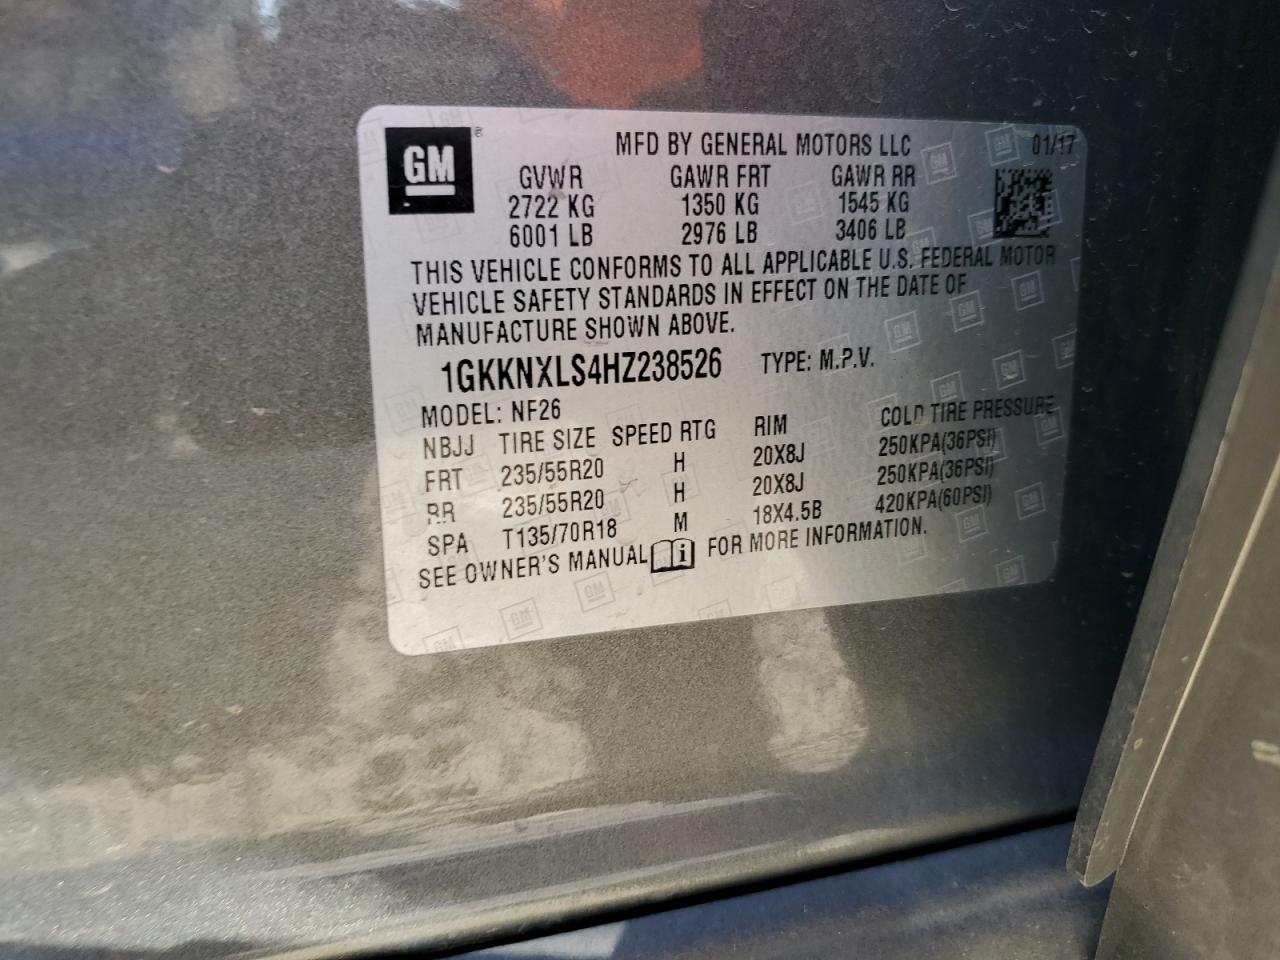 GM
MFD BY GENERAL MOTORS LLC 01/17
GVWR GAWR FRT GAWR RR
2722 KG 1350 KG 1545 KG
6001 LB 2976 LB 3406 LB
THIS VEHICLE CONFORMS TO ALL APPLICABLE U.S. FEDERAL MOTOR
VEHICLE SAFETY STANDARDS IN EFFECT ON THE DATE OF
MANUFACTURE SHOWN ABOVE.
1GKKNXLS4HZ238526 TYPE: M.P.V.
MODEL: NF26
NBJJ TIRE SIZE SPEED RTG RIM COLD TIRE PRESSURE
FRT 235/55R20 H 20X8J 250KPA(36PSI)
RR 235/55R20 H 20X8J 250KPA(36PSI)
SPA T135/70R18 M 18X4.5B 420KPA(60PSI)
SEE OWNER'S MANUAL i FOR MORE INFORMATION.